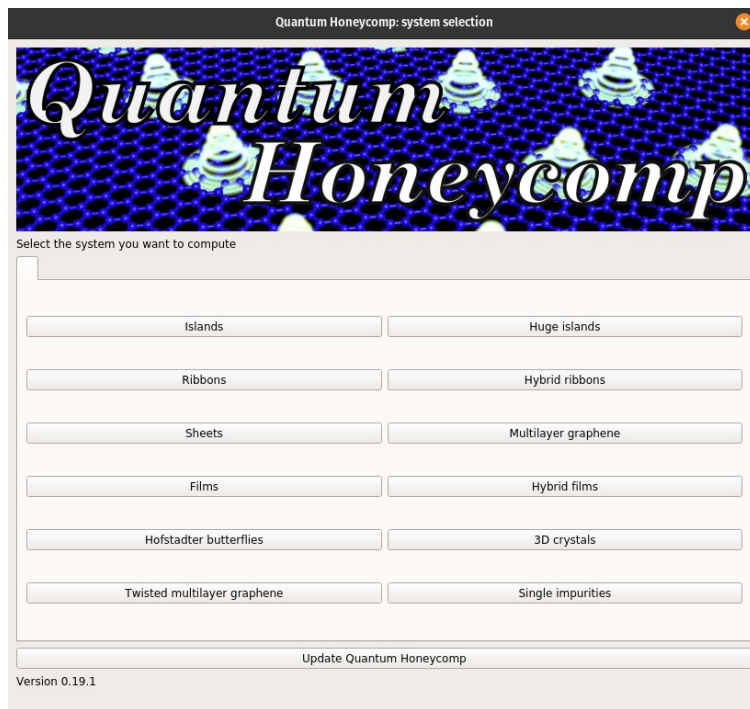 Quantum Honeycomp: system selection
Quantum
Honeycomp
Select the system you want to compute
Islands
Huge islands
Ribbons
Hybrid ribbons
Sheets
Multilayer graphene
Films
Hybrid films
Hofstadter butterflies
3D crystals
Twisted multilayer graphene
Single impurities
Update Quantum Honeycomp
Version 0.19.1